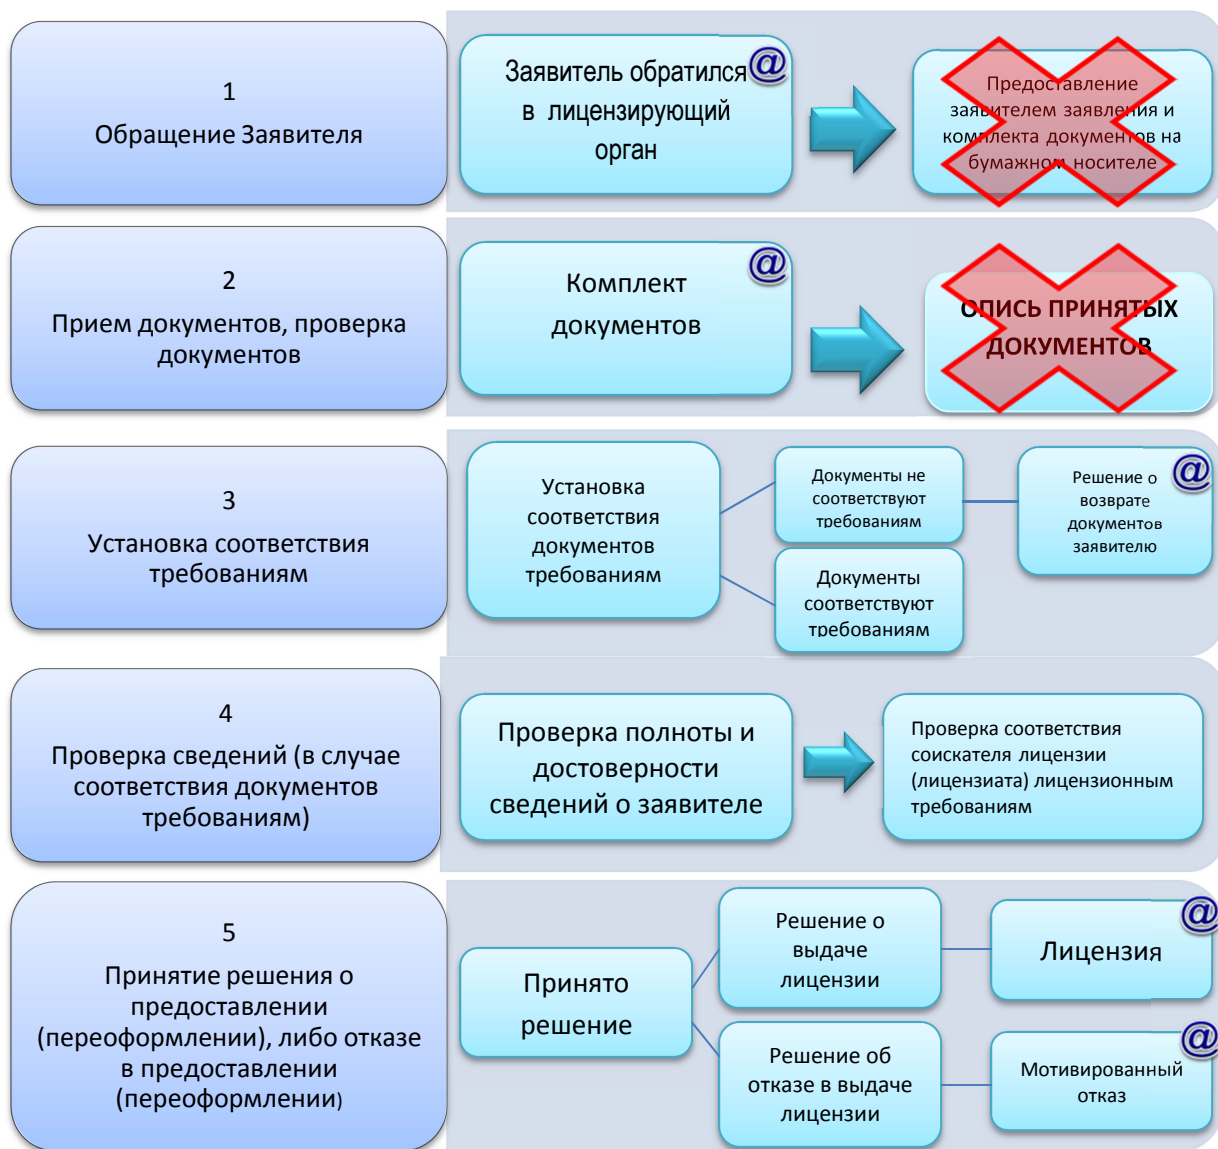 1
Обращение Заявителя
Заявитель обратился
в лицензирующий
орган
@
Предоставление
заявителем заявления и
комплекта документов на
бумажном носителе
2
Прием документов, проверка
документов
Комплект
документов
@
ОПИСЬ ПРИНЯТЫХ
ДОКУМЕНТОВ
3
Установка соответствия
требованиям
Установка
соответствия
документов
требованиям
Документы не
соответствуют
требованиям
Решение о
возврате
документов
заявителю
@
Документы
соответствуют
требованиям
4
Проверка сведений (в случае
соответствия документов
требованиям)
Проверка полноты и
достоверности
сведений о заявителе
Проверка соответствия
соискателя лицензии
(лицензиата) лицензионным
требованиям
5
Принятие решения о
предоставлении
(переоформлении), либо отказе
в предоставлении
(переоформлении)
Принято
решение
Решение о
выдаче
лицензии
Лицензия
@
Решение об
отказе в выдаче
лицензии
Мотивированный
отказ
@